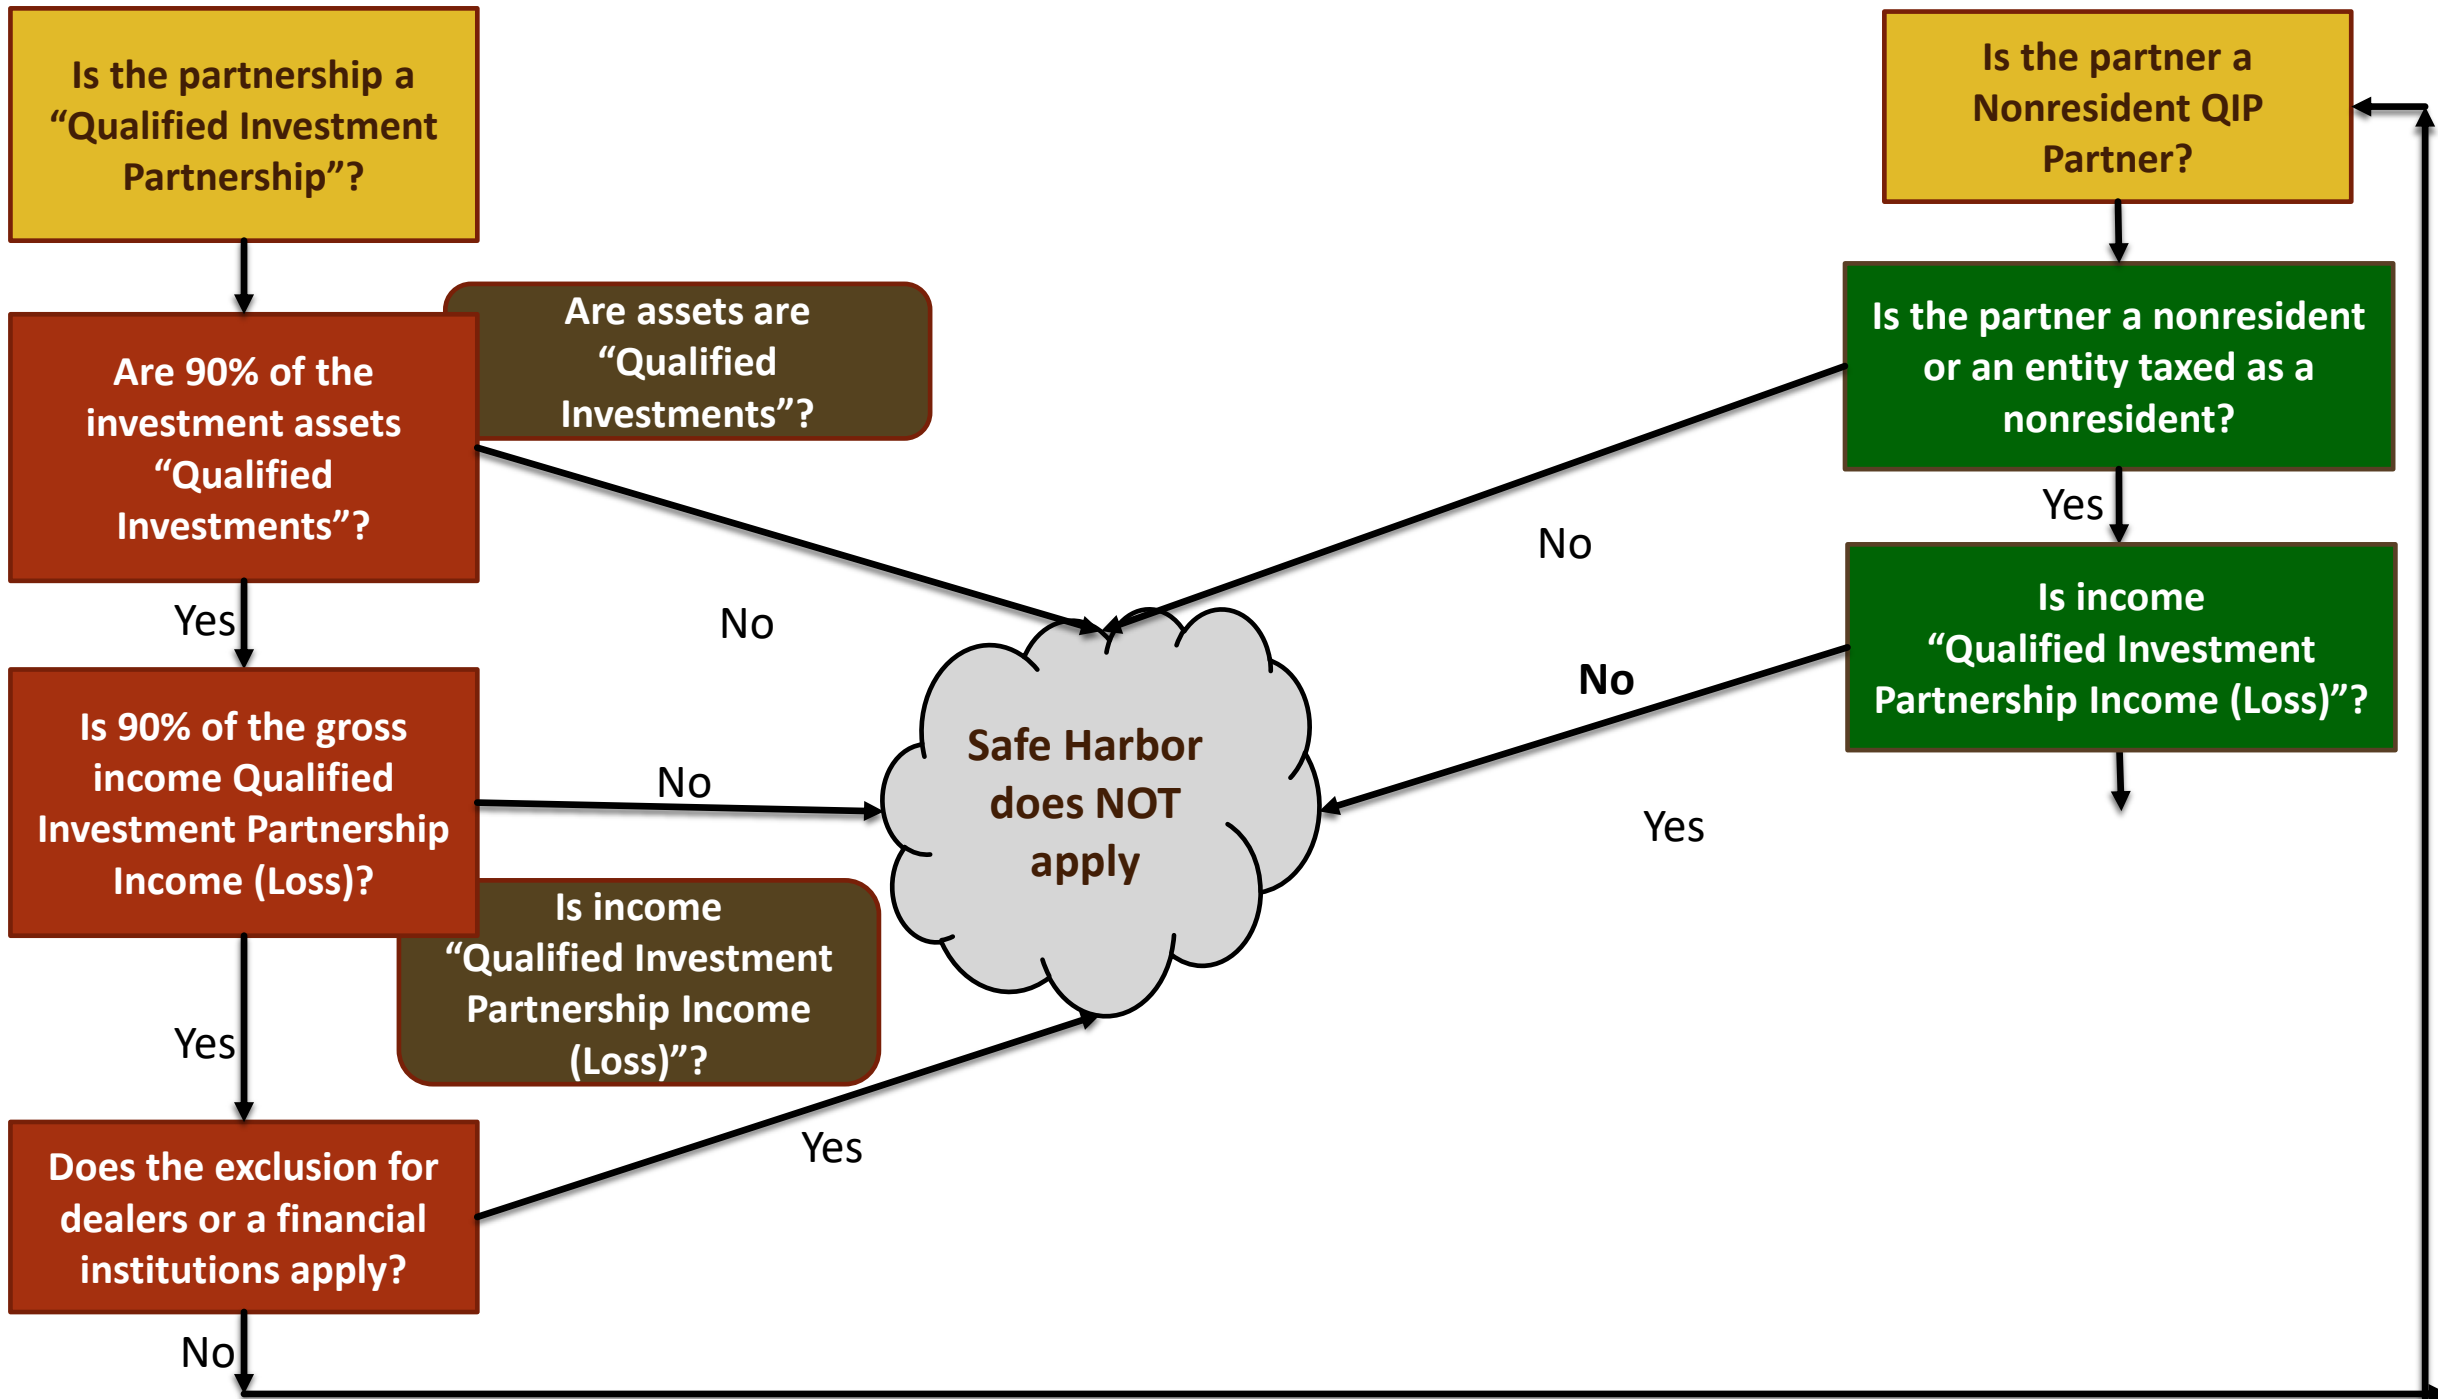 Is the partnership a
“Qualified Investment
Partnership”?
Are assets are
“Qualified
Investments”?
Are 90% of the
investment assets
“Qualified
Investments”?
Yes
No
Is 90% of the gross
income Qualified
Investment Partnership
Income (Loss)?
No
Is income
“Qualified Investment
Partnership Income
(Loss)”?
Yes
Does the exclusion for
dealers or a financial
institutions apply?
Yes
No
Safe Harbor
does NOT
apply
Is the partner a
Nonresident QIP
Partner?
Is the partner a nonresident
or an entity taxed as a
nonresident?
No
Yes
Is income
“Qualified Investment
Partnership Income (Loss)”?
No
Yes